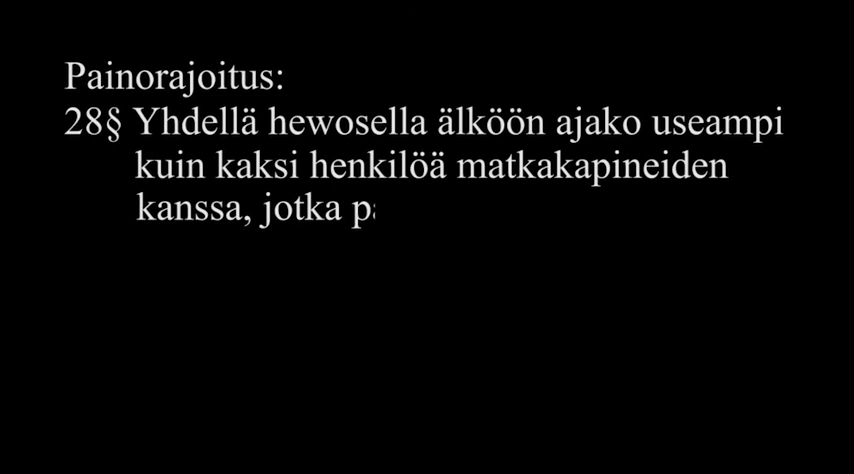 Painorajoitus:
28§ Yhdellä hewosella älköön ajako useampi
kuin kaksi henkilöä matkakapineiden
kanssa, jotka